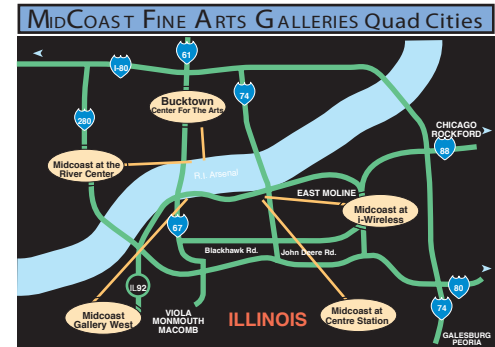 MIDCOAST FINE ARTS GALLERIES Quad Cities
61
I-80
74
Bucktown
Center For The Arts
280
CHICAGO
ROCKFORD
88
Midcoast at the
River Center
R.I. Arsenal
EAST MOLINE
Midcoast at
i-Wireless
67
Blackhawk Rd.
John Deere Rd.
IL92
80
Midcoast
Gallery West
VIOLA
MONMOUTH
MACOMB
ILLINOIS
Midcoast at
Centre Station
74
GALESBURG
PEORIA